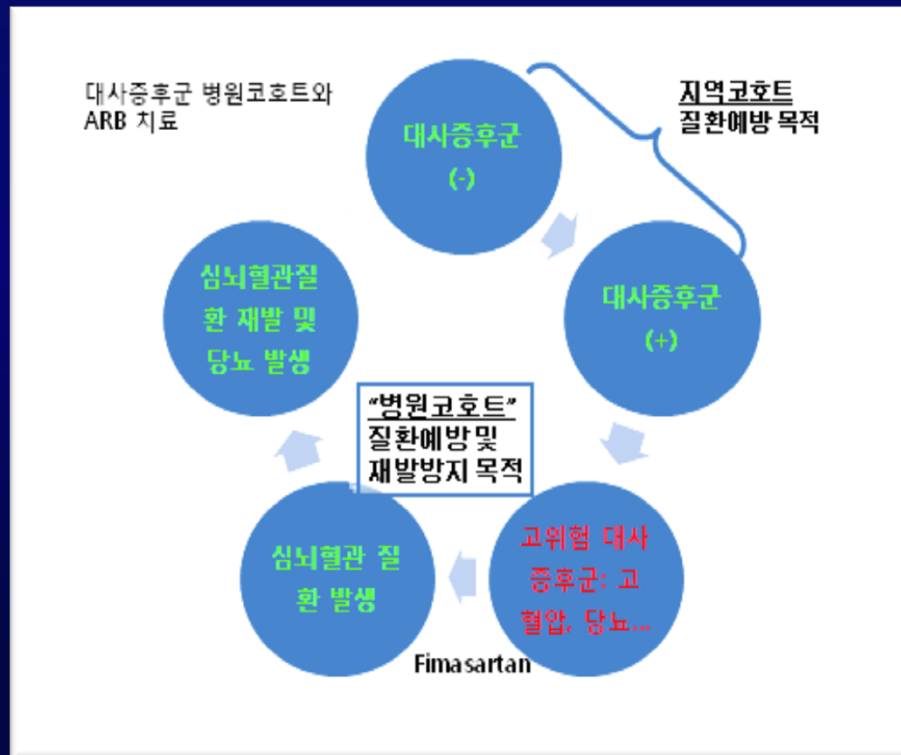 대사증후군 병원코호트와
ARB 치료
지역코호트
질환예방 목적
대사증후군
(-)
대사증후군
(+)
고위험 대사
증후군: 고
혈압, 당뇨...
Fimasartan
심뇌혈관 질
환 발생
심뇌혈관질
환 재발 및
당뇨 발생
“병원코호트”
질환예방 및
재발방지 목적